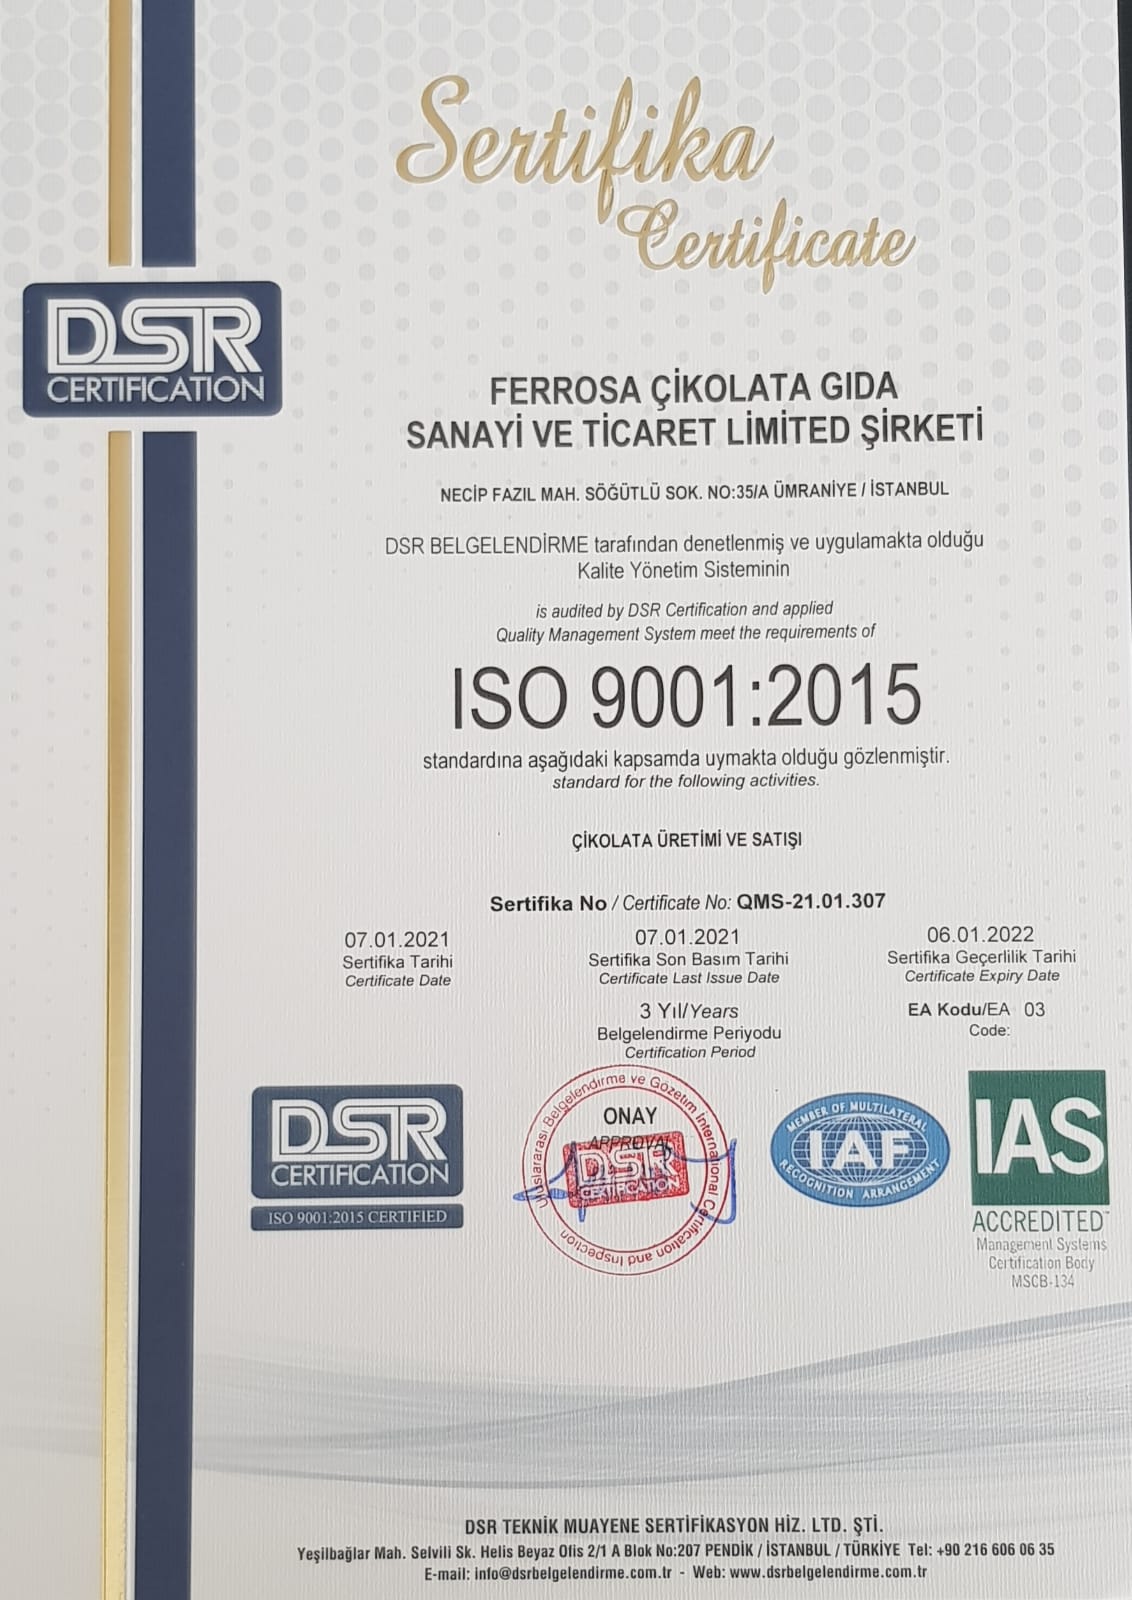 Sertifika
Certificate
DSR
CERTIFICATION
FERROSA ÇİKOLATA GIDA
SANAYİ VE TİCARET LİMİTED ŞİRKETİ
NECİP FAZIL MAH. SÖĞÜTLÜ SOK. NO:35/A ÜMRANİYE / İSTANBUL
DSR BELGELENDİRME tarafından denetlenmiş ve uygulamakta olduğu
Kalite Yönetim Sisteminin
is audited by DSR Certification and applied
Quality Management System meet the requirements of
ISO 9001:2015
standardına aşağıdaki kapsamda uymakta olduğu gözlenmiştir.
standard for the following activities.
ÇİKOLATA ÜRETİMİ VE SATIŞI
Sertifika No / Certificate No: QMS-21.01.307
07.01.2021 07.01.2021 06.01.2022
Sertifika Tarihi Sertifika Son Basım Tarihi Sertifika Geçerlilik Tarihi
Certificate Date Certificate Last Issue Date Certificate Expiry Date
3 Yıl/Years EA Kodu/EA 03
Belgelendirme Periyodu Code:
Certification Period
DSR
CERTIFICATION
ISO 9001:2015 CERTIFIED
Uluslararası Belgelendirme ve Gözetim International Certification and Inspection
ONAY
APPROVAL
DSR
CERTIFICATION
MEMBER OF MULTILATERAL
IAF
RECOGNITION ARRANGEMENT
IAS
ACCREDITED™
Management Systems
Certification Body
MSCB-134
DSR TEKNİK MUAYENE SERTİFİKASYON HİZ. LTD. ŞTİ.
Yeşilbağlar Mah. Selvili Sk. Helis Beyaz Ofis 2/1 A Blok No:207 PENDİK / İSTANBUL / TÜRKİYE Tel: +90 216 606 06 35
E-mail: info@dsrbelgelendirme.com.tr - Web: www.dsrbelgelendirme.com.tr